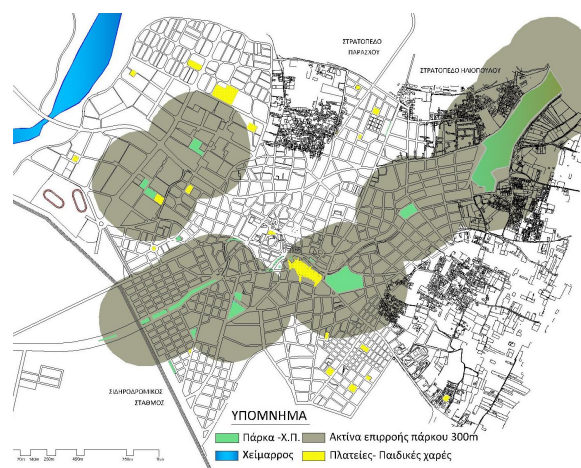 ΣΤΡΑΤΟΠΕΔΟ
ΠΑΡΑΣΧΟΥ
ΣΤΡΑΤΟΠΕΔΟ ΗΛΙΟΠΟΥΛΟΥ
ΣΙΔΗΡΟΔΡΟΜΙΚΟΣ
ΣΤΑΘΜΟΣ
ΥΠΟΜΝΗΜΑ
Πάρκα -Χ.Π.
Ακτίνα επιρροής πάρκου 300m
Χείμαρρος
Πλατείες- Παιδικές χαρές